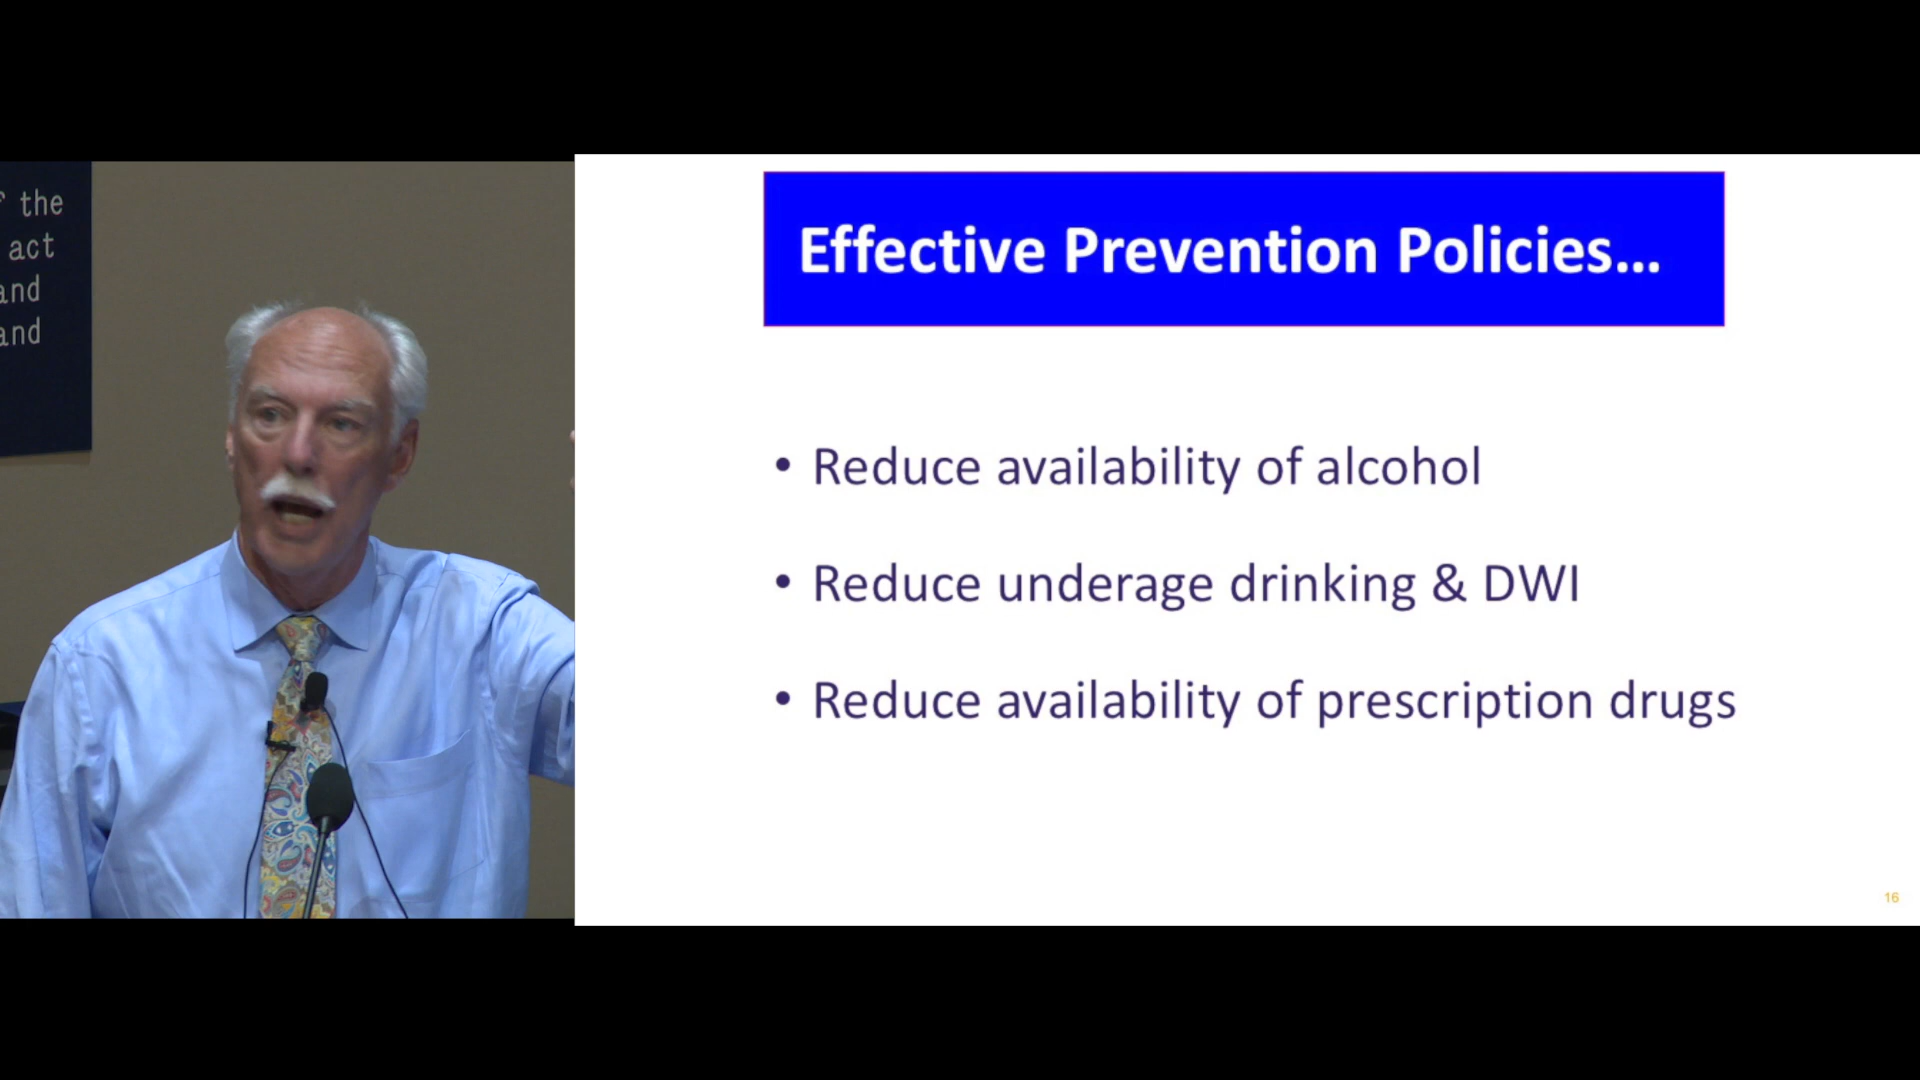 the
act
and
and
Effective Prevention Policies...
• Reduce availability of alcohol
• Reduce underage drinking & DWI
• Reduce availability of prescription drugs
16